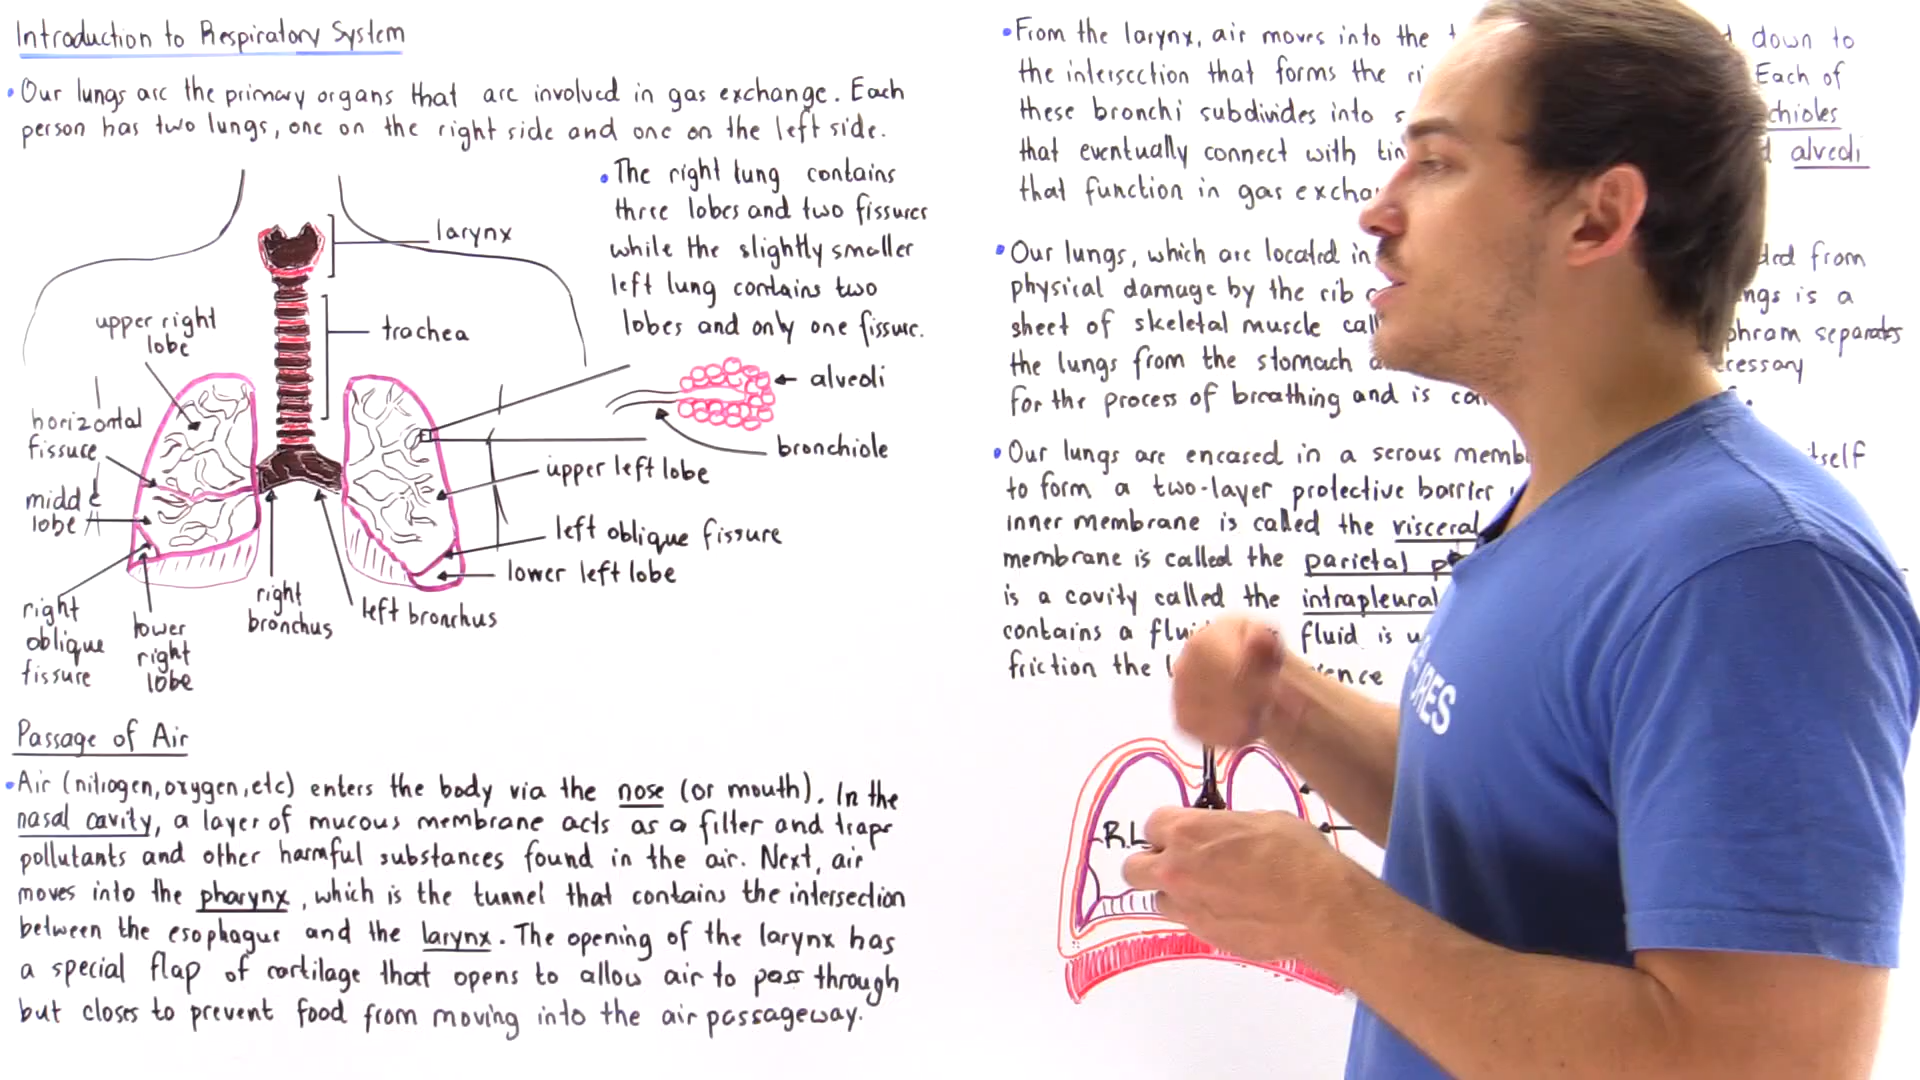 Introduction to Respiratory System
• Our lungs are the primary organs that are involved in gas exchange. Each
person has two lungs, one on the right side and one on the left side.
• The right lung contains
three lobes and two fissures
while the slightly smaller
left lung contains two
lobes and only one fissure.
larynx
trachea
upper right
lobe
horizontal
fissure
middle
lobe
right
oblique
fissure
lower
right
lobe
right
bronchus
left bronchus
alveoli
bronchiole
upper left lobe
left oblique fissure
lower left lobe
Passage of Air
• Air (nitrogen, oxygen, etc) enters the body via the nose (or mouth). In the
nasal cavity, a layer of mucous membrane acts as a filter and traps
pollutants and other harmful substances found in the air. Next, air
moves into the pharynx, which is the tunnel that contains the intersection
between the esophagus and the larynx. The opening of the larynx has
a special flap of cartilage that opens to allow air to pass through
but closes to prevent food from moving into the air passageway.
• From the larynx, air moves into the down to
the intersection that forms the Each of
these bronchi subdivides into chioles
that eventually connect with alveoli
that function in gas
• Our lungs, which are located in from
physical damage by the rib ngs is a
sheet of skeletal muscle phram separates
the lungs from the stomach cessary
for the process of breathing and is
• Our lungs are encased in a serous itself
to form a two-layer protective barrier
inner membrane is called the visceral
membrane is called the parietal
is a cavity called the intrapleural
contains a fluid is
friction the
R.L
RES